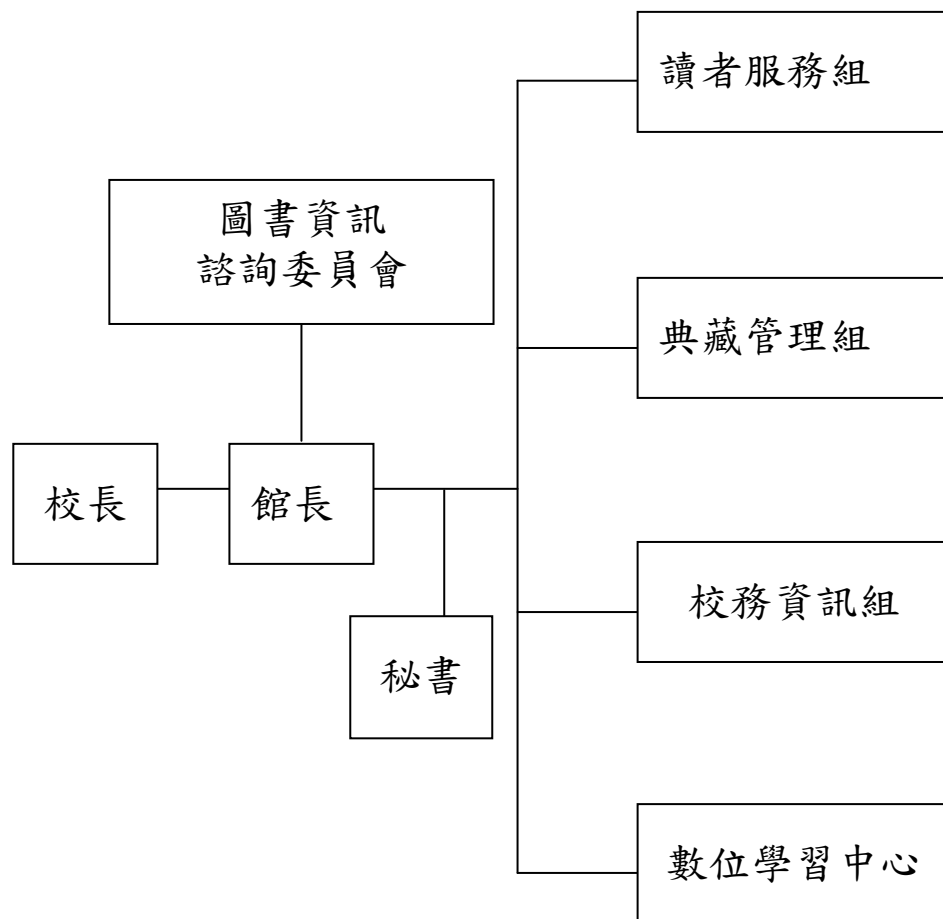 讀者服務組
圖書資訊
諮詢委員會
典藏管理組
校長
館長
校務資訊組
秘書
數位學習中心